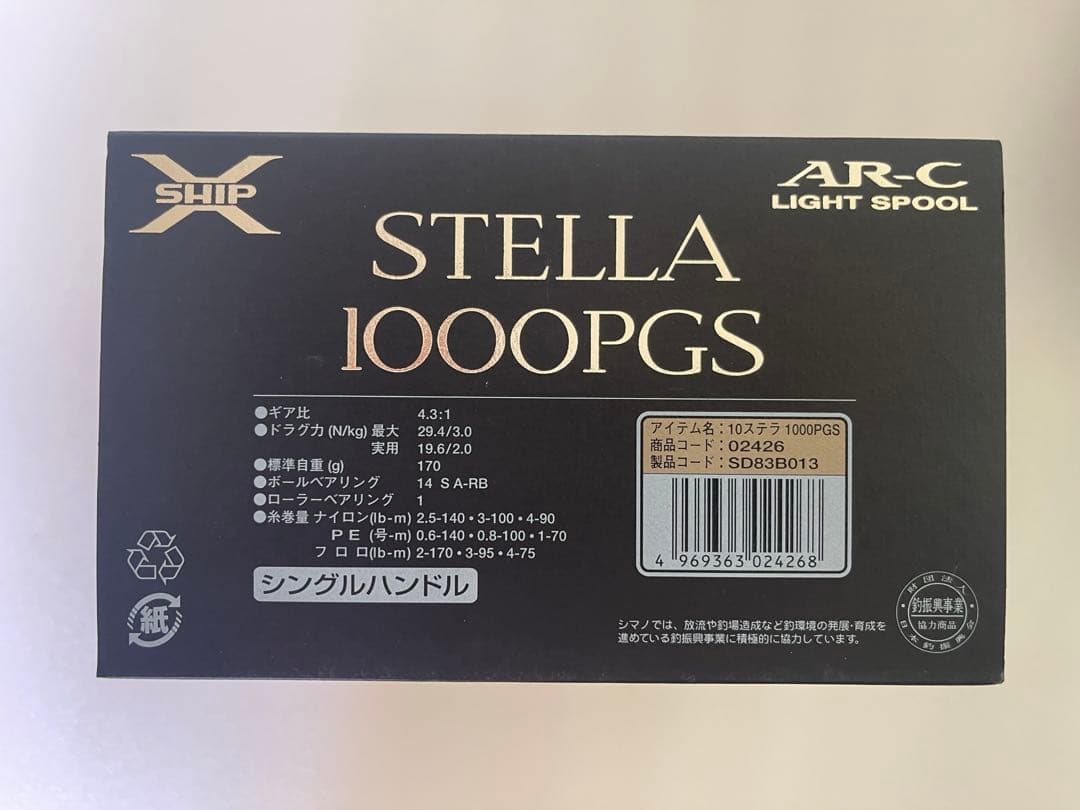 X SHIP
AR-C
LIGHT SPOOL
STELLA
1000PGS
●ギア比 4.3:1
●ドラグ力(N/kg) 最大 29.4/3.0
実用 19.6/2.0
●標準自重(g) 170
●ボールベアリング 14 S A-RB
●ローラーベアリング 1
●糸巻量 ナイロン(lb-m) 2.5-140・3-100・4-90
PE (号-m) 0.6-140・0.8-100・1-70
フロロ(lb-m) 2-170・3-95・4-75
シングルハンドル
アイテム名：10ステラ 1000PGS
商品コード：02426
製品コード：SD83B013
4 969363 024268
紙
シマノでは、放流や釣場造成など釣環境の発展・育成を
進めている釣振興事業に積極的に協力しています。
財団法人
釣振興事業
協力商品
日本釣振興会